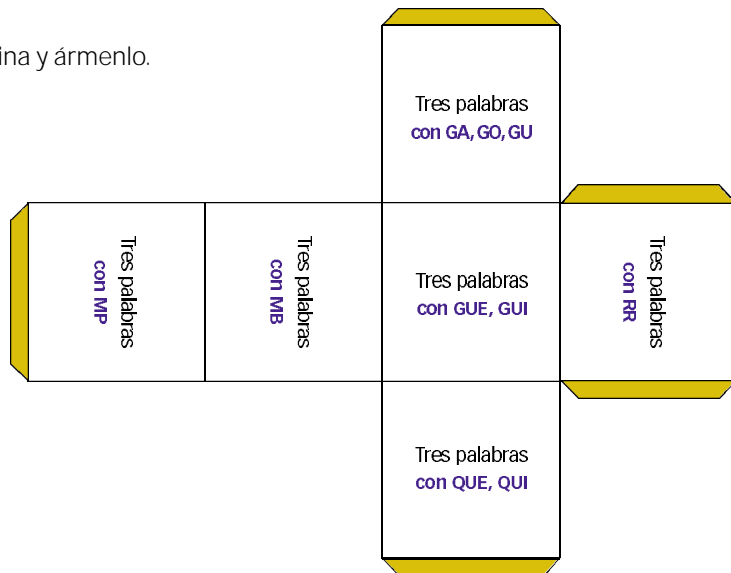 ina y ármenlo.
Tres palabras
con GA, GO, GU
Tres palabras
con MP
Tres palabras
con MB
Tres palabras
con GUE, GUI
Tres palabras
con RR
Tres palabras
con QUE, QUI